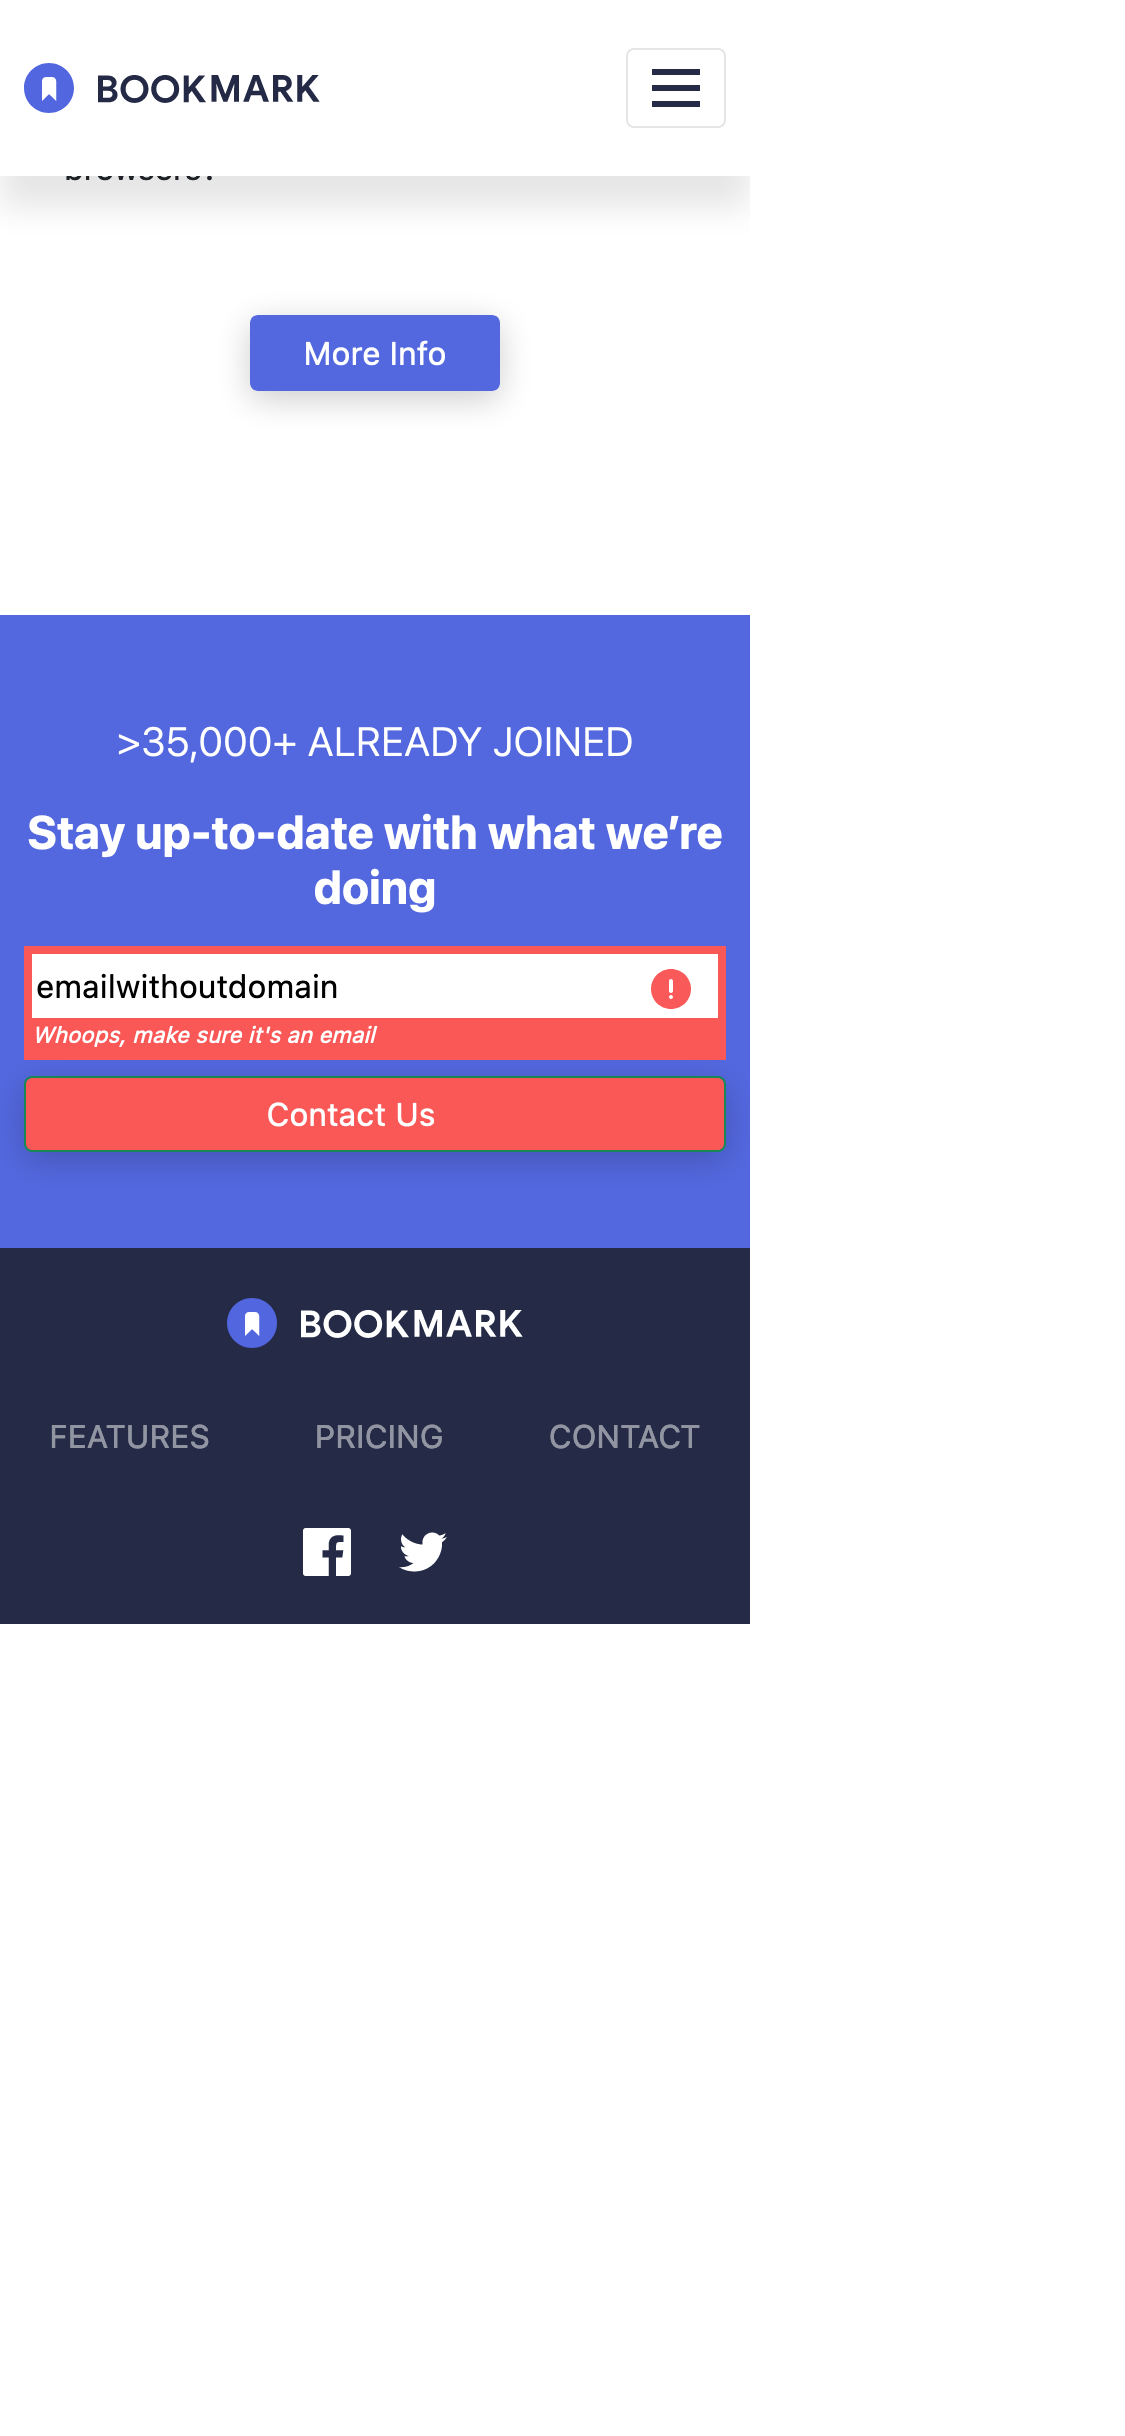 BOOKMARK
browsers?
More Info
>35,000+ ALREADY JOINED
Stay up-to-date with what we’re
doing
emailwithoutdomain
Whoops, make sure it's an email
Contact Us
BOOKMARK
FEATURES PRICING CONTACT